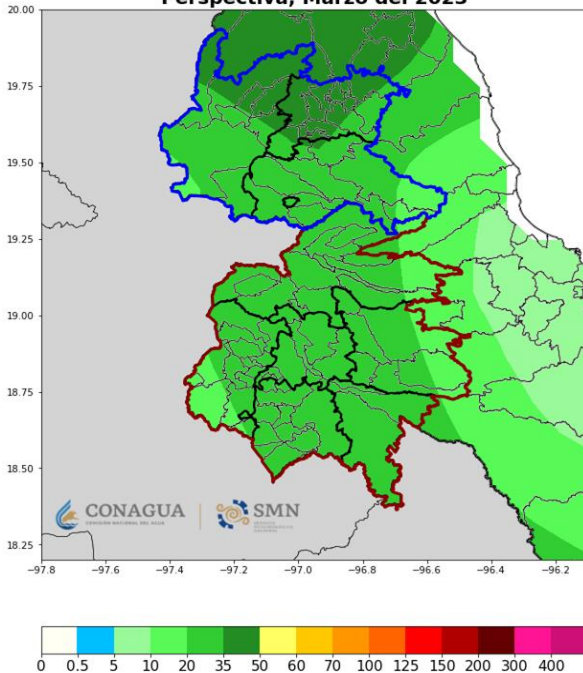 Perspectiva, Marzo del 2023
20.00
19.75
19.50
19.25
19.00
18.75
18.50
18.25
CONAGUA SMN
COMISIÓN NACIONAL DEL AGUA
−97.8 −97.6 −97.4 −97.2 −97.0 −96.8 −96.6 −96.4 −96.2
0 0.5 5 10 20 35 50 60 70 100 125 150 200 300 400